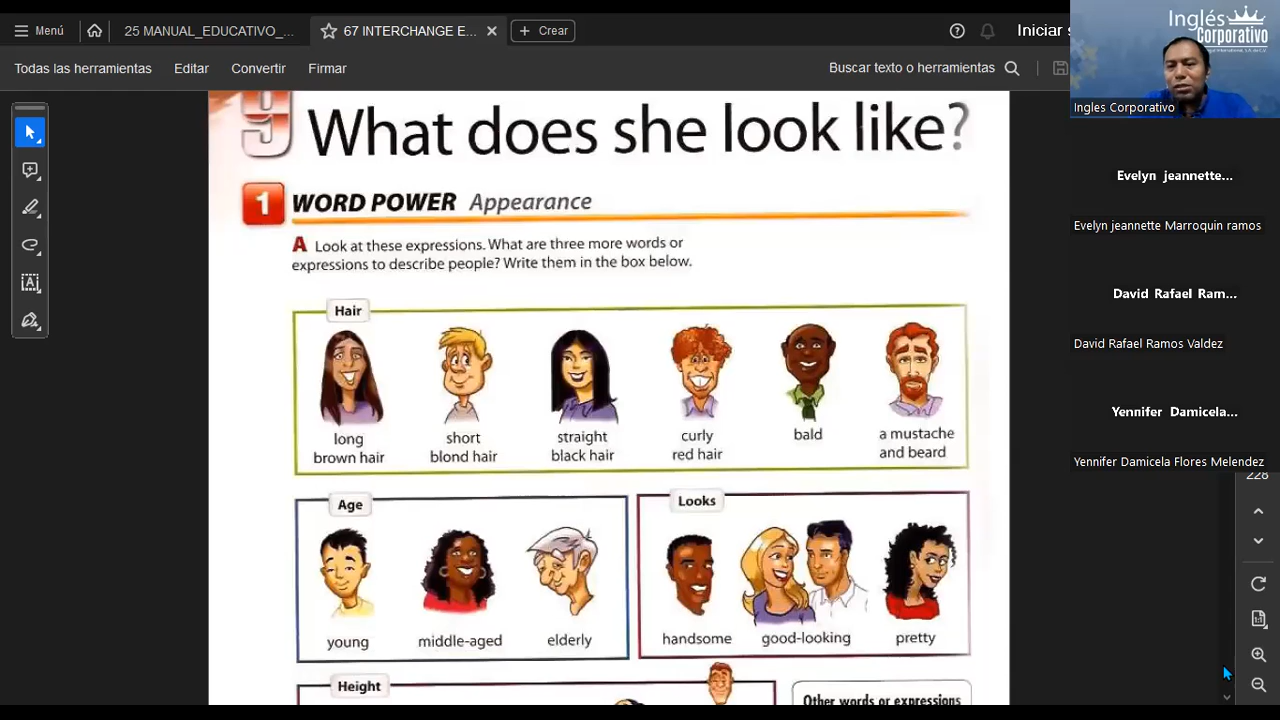 Menú
25 MANUAL_EDUCATIVO_...
67 INTERCHANGE E...
Crear
Iniciar s
Todas las herramientas
Editar
Convertir
Firmar
Buscar texto o herramientas
9 What does she look like?
1 WORD POWER Appearance
A Look at these expressions. What are three more words or
expressions to describe people? Write them in the box below.
Hair
long
brown hair
short
blond hair
straight
black hair
curly
red hair
bald
a mustache
and beard
Age
young
middle-aged
elderly
Looks
handsome
good-looking
pretty
Height
Other words or expressions
Inglés
Corporativo
Ingles Corporativo
Evelyn jeannette...
Evelyn jeannette Marroquin ramos
David Rafael Ram...
David Rafael Ramos Valdez
Yennifer Damicela...
Yennifer Damicela Flores Melendez
228